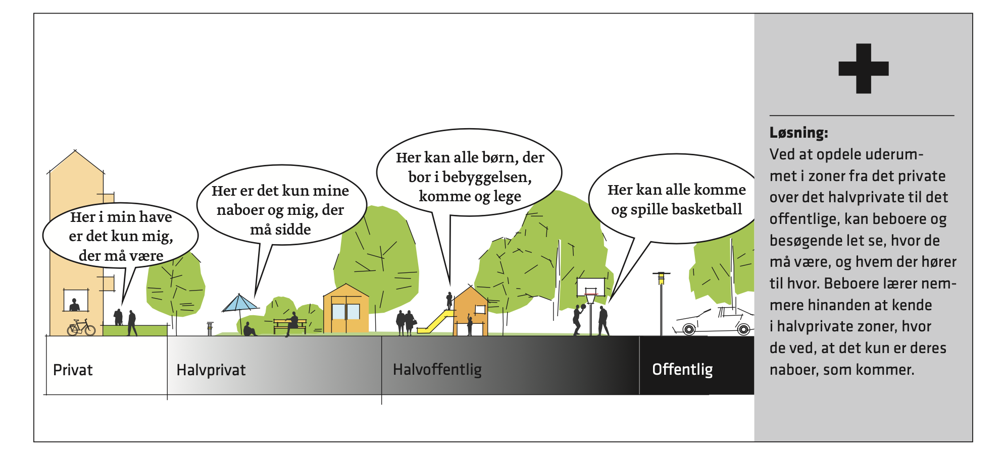 Her i min have
er det kun mig,
der må være
Her er det kun mine
naboer og mig, der
må sidde
Her kan alle børn, der
bor i bebyggelsen,
komme og lege
Her kan alle komme
og spille basketball
Privat
Halvprivat
Halvoffentlig
Offentlig
Løsning:
Ved at opdele uderum-
met i zoner fra det private
over det halvprivate til det
offentlige, kan beboere og
besøgende let se, hvor de
må være, og hvem der hører
til hvor. Beboere lærer nem-
mere hinanden at kende
i halvprivate zoner, hvor
de ved, at det kun er deres
naboer, som kommer.